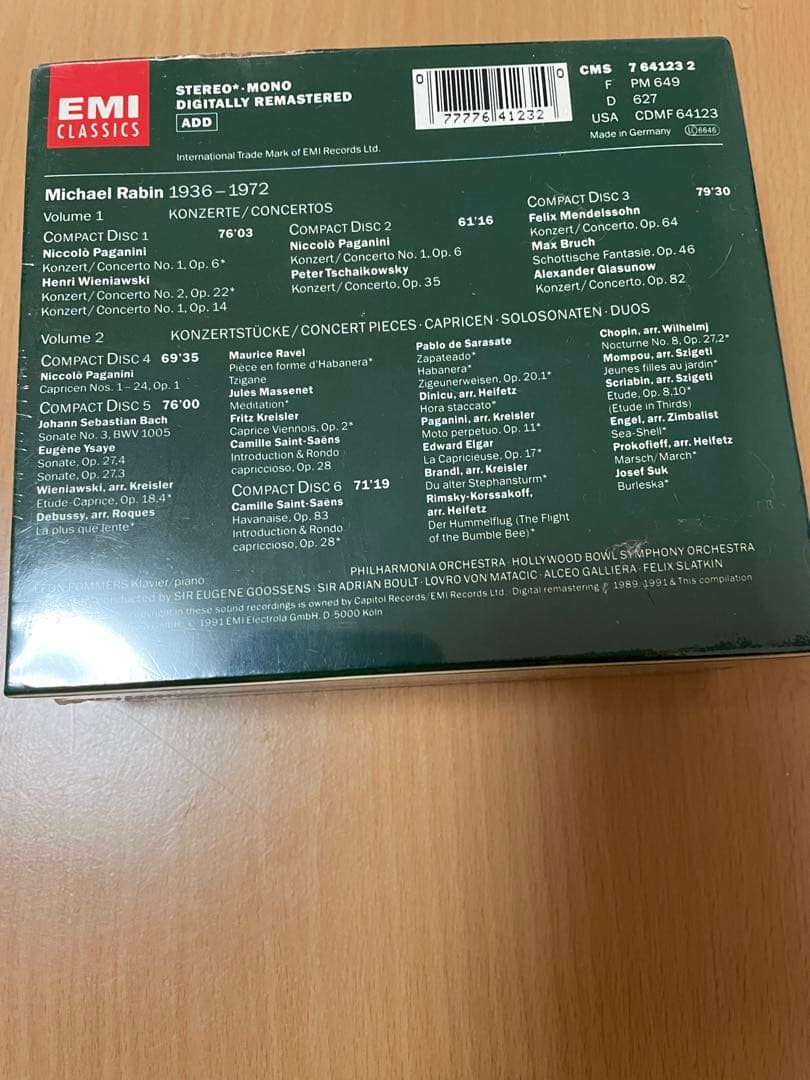 EMI
CLASSICS
STEREO*·MONO
DIGITALLY REMASTERED
ADD
International Trade Mark of EMI Records Ltd.
0 77776 41232 0
CMS 7 64123 2
F PM 649
D 627
USA CDMF 64123
Made in Germany LC 6646
Michael Rabin 1936–1972
Volume 1 KONZERTE/CONCERTOS
COMPACT DISC 1 76'03
Niccolò Paganini
Konzert/Concerto No. 1, Op. 6*
Henri Wieniawski
Konzert/Concerto No. 2, Op. 22*
Konzert/Concerto No. 1, Op. 14
COMPACT DISC 2 61'16
Niccolò Paganini
Konzert/Concerto No. 1. Op. 6
Peter Tschaikowsky
Konzert/Concerto, Op. 35
COMPACT DISC 3 79'30
Felix Mendelssohn
Konzert/Concerto, Op. 64
Max Bruch
Schottische Fantasie, Op. 46
Alexander Glasunow
Konzert/Concerto, Op. 82
Volume 2 KONZERTSTÜCKE/CONCERT PIECES·CAPRICEN·SOLOSONATEN·DUOS
COMPACT DISC 4 69'35
Niccolò Paganini
Capricen Nos. 1–24, Op. 1
COMPACT DISC 5 76'00
Johann Sebastian Bach
Sonate No. 3, BWV 1005
Eugène Ysaye
Sonate, Op. 27,4
Sonate, Op. 27,3
Wieniawski, arr. Kreisler
Etude-Caprice, Op. 18,4*
Debussy, arr. Roques
La plus que lente*
Maurice Ravel
Pièce en forme d'Habanera*
Tzigane
Jules Massenet
Méditation*
Fritz Kreisler
Caprice Viennois, Op. 2*
Camille Saint-Saëns
Introduction & Rondo
capriccioso, Op. 28
COMPACT DISC 6 71'19
Camille Saint-Saëns
Havanaise, Op. 83
Introduction & Rondo
capriccioso, Op. 28*
Pablo de Sarasate
Zapateado*
Habanera*
Zigeunerweisen, Op. 20,1*
Dinicu, arr. Heifetz
Hora staccato*
Paganini, arr. Kreisler
Moto perpetuo, Op. 11*
Edward Elgar
La Capricieuse, Op. 17*
Brandl, arr. Kreisler
Du alter Stephansturm*
Rimsky-Korssakoff,
arr. Heifetz
Der Hummelflug (The Flight
of the Bumble Bee)*
Chopin, arr. Wilhelmj
Nocturne No. 8, Op. 27,2*
Mompou, arr. Szigeti
Jeunes filles au jardin*
Scriabin, arr. Szigeti
Etude, Op. 8,10*
(Etude in Thirds)
Engel, arr. Zimbalist
Sea-Shell*
Prokofieff, arr. Heifetz
Marsch/March*
Josef Suk
Burleska*
LEON POMMERS Klavier/piano
PHILHARMONIA ORCHESTRA·HOLLYWOOD BOWL SYMPHONY ORCHESTRA
conducted by SIR EUGENE GOOSSENS·SIR ADRIAN BOULT·LOVRO VON MATACIC·ALCEO GALLIERA·FELIX SLATKIN
in these sound recordings is owned by Capitol Records/EMI Records Ltd. Digital remastering ℗ 1989, 1991 & This compilation
© 1991 EMI Electrola GmbH. D-5000 Köln